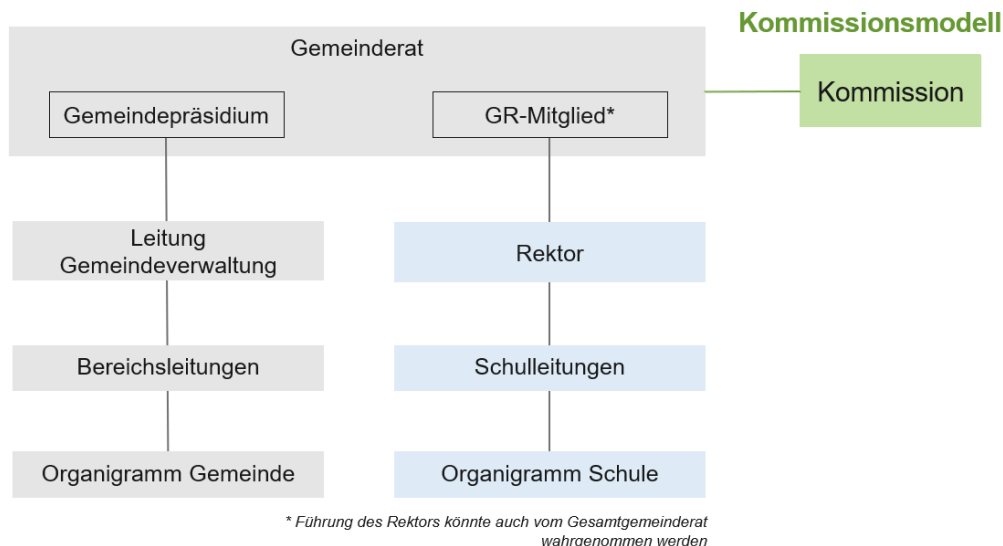 Kommissionsmodell
Gemeinderat
Kommission
Gemeindepräsidium
GR-Mitglied*
Leitung
Gemeindeverwaltung
Rektor
Bereichsleitungen
Schulleitungen
Organigramm Gemeinde
Organigramm Schule
* Führung des Rektors könnte auch vom Gesamtgemeinderat
wahrgenommen werden